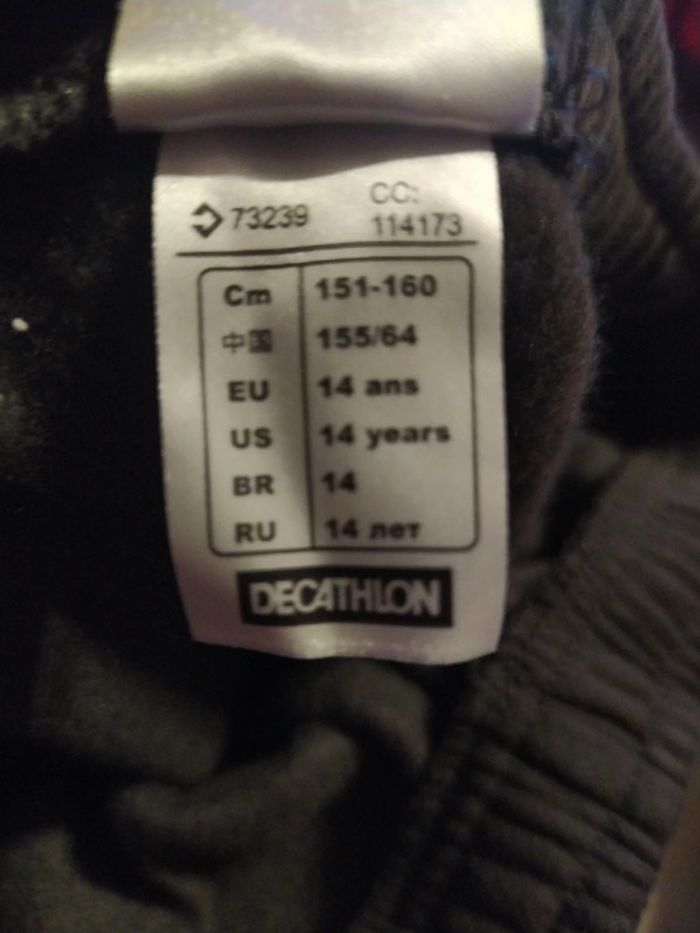 73239 CC: 114173
Cm 151-160
中国 155/64
EU 14 ans
US 14 years
BR 14
RU 14 лет
DECATHLON